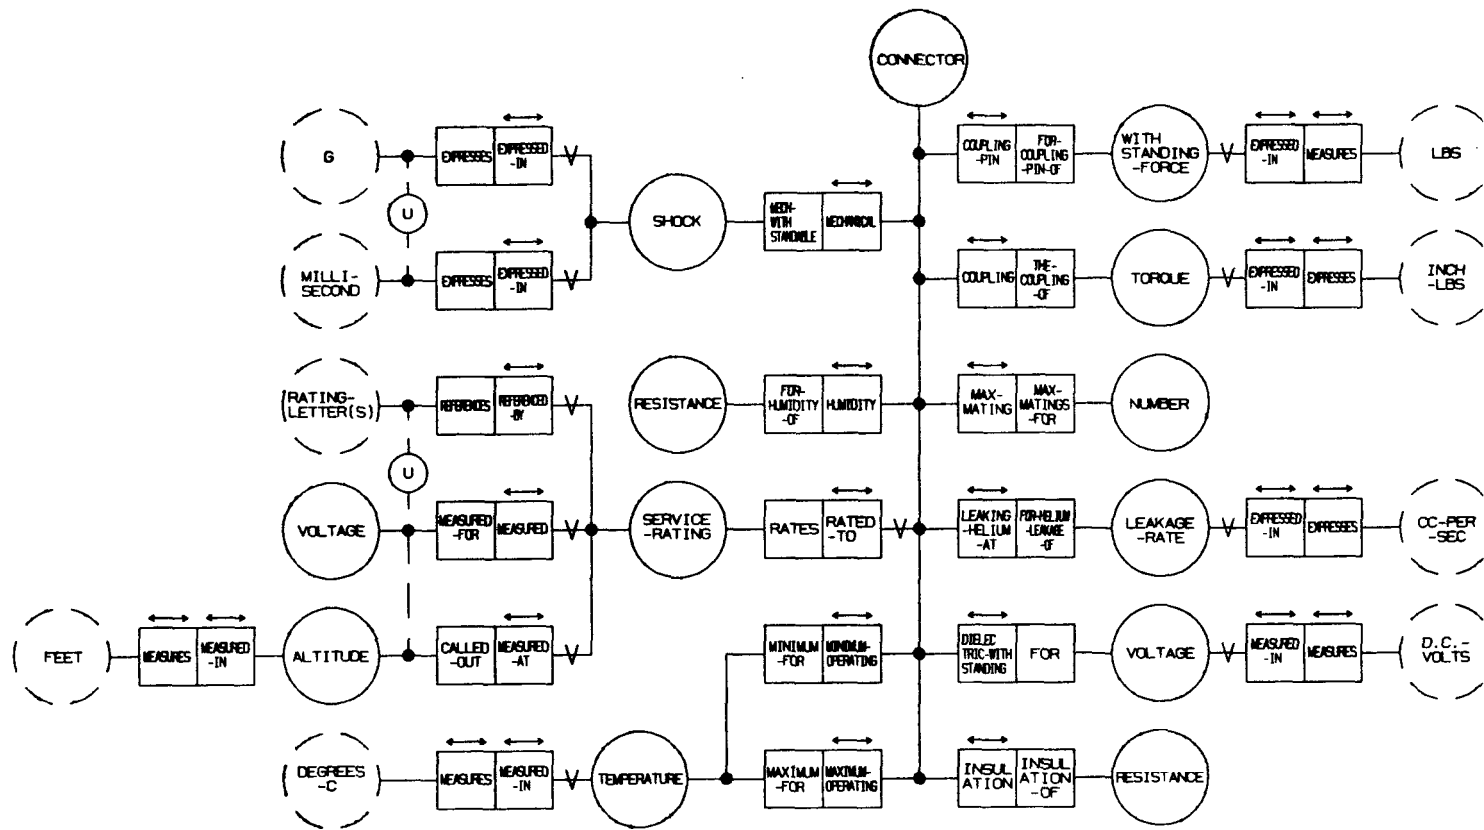 CONNECTOR
G
EXPRESSES
EXPRESSED
-IN
V
U
MILLI-
SECOND
EXPRESSES
EXPRESSED
-IN
V
SHOCK
MECH-
WITH
STANDABLE
MECHANICAL
COUPLING
-PIN
FOR-
COUPLING
-PIN-OF
WITH
STANDING
-FORCE
V
EXPRESSED
-IN
MEASURES
LBS
COUPLING
THE-
COUPLING
-OF
TORQUE
V
EXPRESSED
-IN
EXPRESSES
INCH
-LBS
RATING-
LETTER(S)
REFERENCES
REFERENCED
-BY
V
U
RESISTANCE
FOR-
HUMIDITY
-OF
HUMIDITY
MAX-
MATING
MAX-
MATINGS
-FOR
NUMBER
VOLTAGE
MEASURED
-FOR
MEASURED
V
SERVICE
-RATING
RATES
RATED
-TO
V
LEAKING
-HELIUM
-AT
FOR-HELIUM
-LEAKAGE
-OF
LEAKAGE
-RATE
V
EXPRESSED
-IN
EXPRESSES
CC-PER
-SEC
FEET
MEASURES
MEASURED
-IN
ALTITUDE
CALLED
-OUT
MEASURED
-AT
V
MINIMUM
-FOR
MINIMUM-
OPERATING
DIELEC
TRIC-WITH
STANDING
FOR
VOLTAGE
V
MEASURED
-IN
MEASURES
D.C.-
VOLTS
DEGREES
-C
MEASURES
MEASURED
-IN
V
TEMPERATURE
MAXIMUM
-FOR
MAXIMUM-
OPERATING
INSUL
ATION
INSUL
ATION
-OF
RESISTANCE